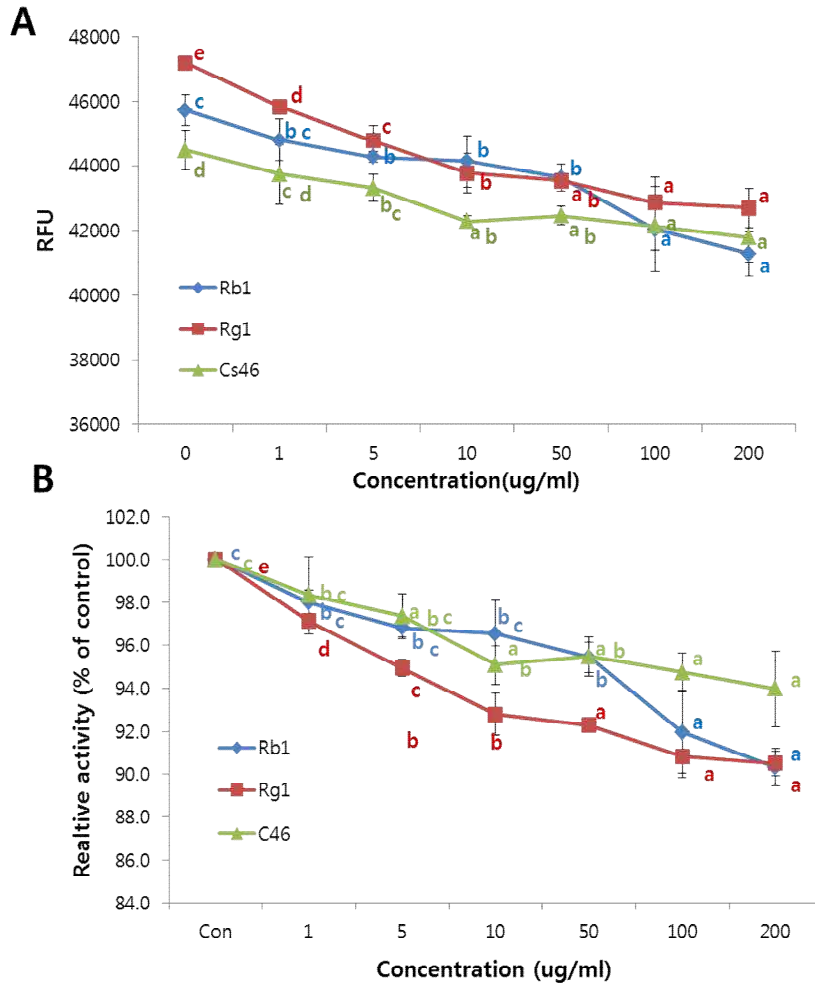 A
48000
46000
44000
42000
40000
38000
36000
RFU
e
d
c
c
b c
b
b
b
b
a b
a
a
a
a
d
c d
b c
a b
a b
a
a
Rb1
Rg1
Cs46
0 1 5 10 50 100 200
Concentration(ug/ml)
B
102.0
100.0
98.0
96.0
94.0
92.0
90.0
88.0
86.0
84.0
Realtive activity (% of control)
c
c
e
b c
b c
d
a b c
b c
c
b
b c
a b
b
a b
b
a
a
a
a
a
a
a
Rb1
Rg1
C46
Con 1 5 10 50 100 200
Concentration (ug/ml)